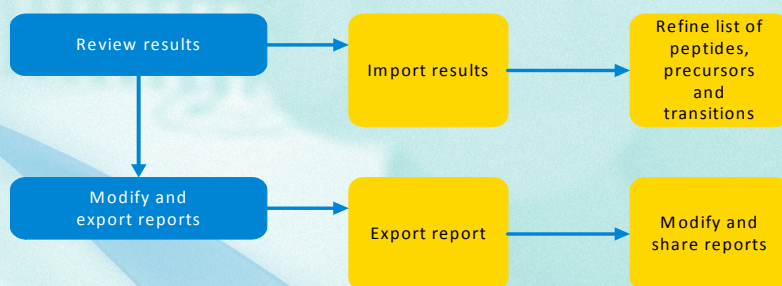 Review results
Import results
Refine list of
peptides,
precursors
and
transitions
Modify and
export reports
Export report
Modify and
share reports